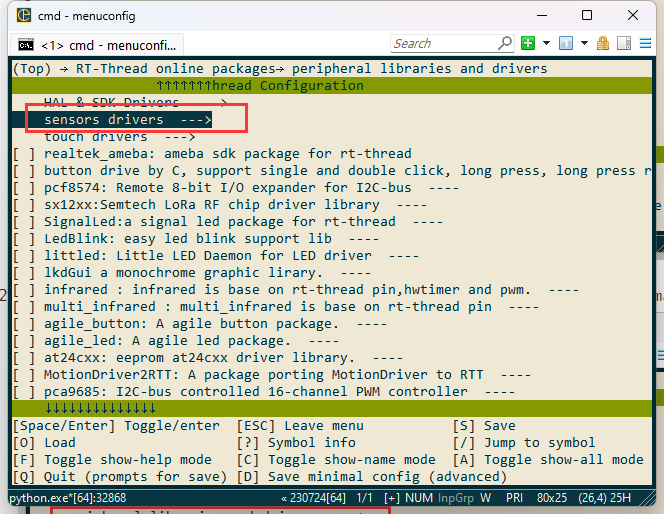 cmd - menuconfig
<1> cmd - menuconfi...
Search
(Top) → RT-Thread online packages→ peripheral libraries and drivers
↑↑↑↑↑↑↑hread Configuration
HAL & SDK Drivers --->
sensors drivers --->
touch drivers --->
[ ] realtek_ameba: ameba sdk package for rt-thread
[ ] button drive by C, support single and double click, long press, long press r
[ ] pcf8574: Remote 8-bit I/O expander for I2C-bus ----
[ ] sx12xx:Semtech LoRa RF chip driver library ----
[ ] SignalLed:a signal led package for rt-thread ----
[ ] LedBlink: easy led blink support lib ----
[ ] littled: Little LED Daemon for LED driver ----
[ ] lkdGui a monochrome graphic lirary. ----
[ ] infrared : infrared is base on rt-thread pin,hwtimer and pwm. ----
[ ] multi_infrared : multi_infrared is base on rt-thread pin ----
[ ] agile_button: A agile button package. ----
[ ] agile_led: A agile led package. ----
[ ] at24cxx: eeprom at24cxx driver library. ----
[ ] MotionDriver2RTT: A package porting MotionDriver to RTT ----
[ ] pca9685: I2C-bus controlled 16-channel PWM controller ----
↓↓↓↓↓↓↓↓↓↓↓↓↓↓
[Space/Enter] Toggle/enter [ESC] Leave menu [S] Save
[O] Load [?] Symbol info [/] Jump to symbol
[F] Toggle show-help mode [C] Toggle show-name mode [A] Toggle show-all mode
[Q] Quit (prompts for save) [D] Save minimal config (advanced)
python.exe*[64]:32868 « 230724[64] 1/1 [+] NUM InpGrp W PRI 80x25 (26,4) 25H